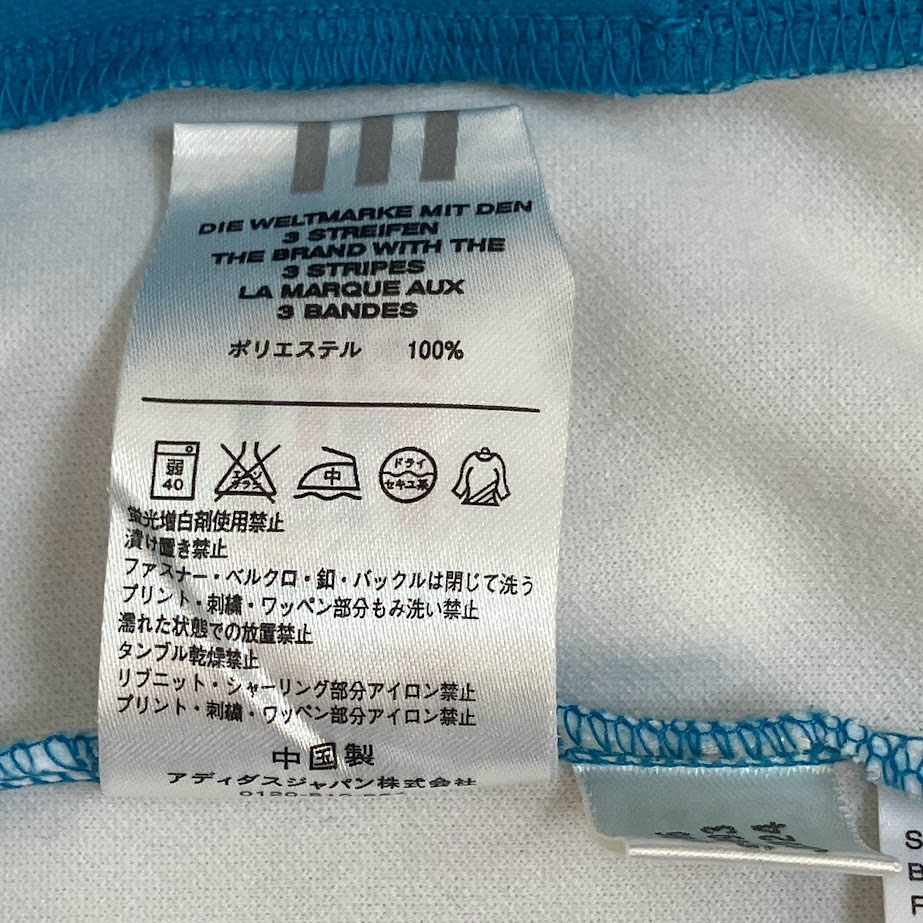 DIE WELTMARKE MIT DEN
3 STREIFEN
THE BRAND WITH THE
3 STRIPES
LA MARQUE AUX
3 BANDES
ポリエステル 100%
弱
40
エンソ
サラシ
中
ドライ
セキユ系
蛍光増白剤使用禁止
漬け置き禁止
ファスナー・ベルクロ・釦・バックルは閉じて洗う
プリント・刺繍・ワッペン部分もみ洗い禁止
濡れた状態での放置禁止
タンブル乾燥禁止
リブニット・シャーリング部分アイロン禁止
プリント・刺繍・ワッペン部分アイロン禁止
中国製
アディダスジャパン株式会社
S
B
F